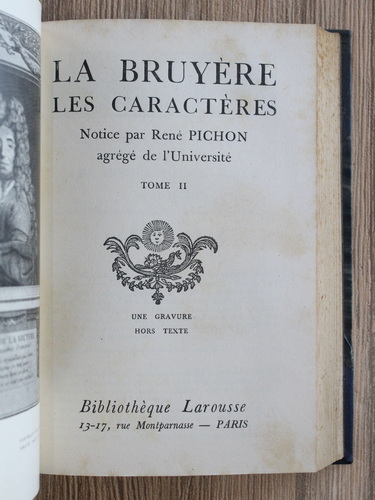 LA BRUYÈRE
LES CARACTÈRES
Notice par René PICHON
agrégé de l'Université
TOME II
UNE GRAVURE
HORS TEXTE
Bibliothèque Larousse
13-17, rue Montparnasse — PARIS